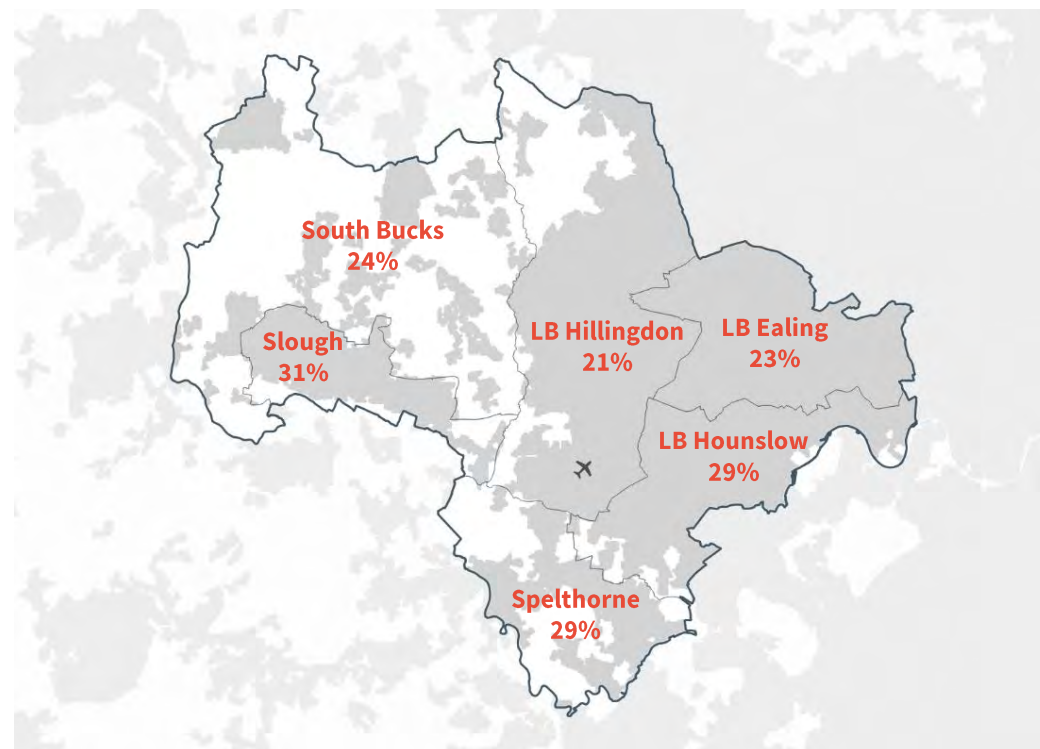 South Bucks
24%
Slough
31%
LB Hillingdon
21%
LB Ealing
23%
LB Hounslow
29%
Spelthorne
29%